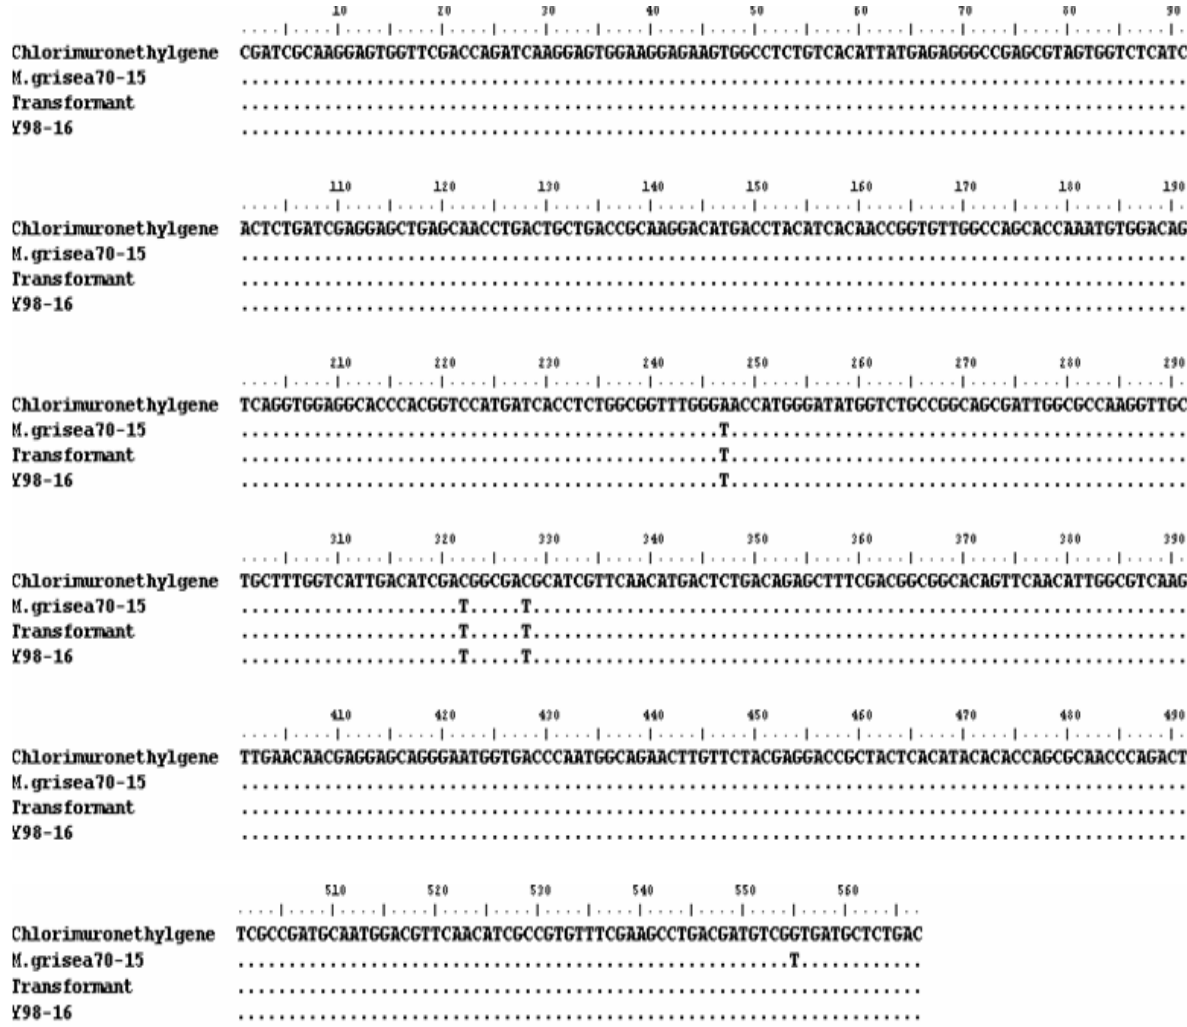 10 20 30 40 50 60 70 80 90
....|....|....|....|....|....|....|....|....|....|....|....|....|....|....|....|....|....|
Chlorimuronethylgene CGATCGCAAGGAGTGGTTCGACCAGATCAAGGAGTGGAAGGAGAAGTGGCCTCTGTCACATTATGAGAGGGCCGAGCGTAGTGGTCTCATC
M.grisea70-15 ...........................................................................................
Transformant ...........................................................................................
Y98-16 ...........................................................................................
110 120 130 140 150 160 170 180 190
....|....|....|....|....|....|....|....|....|....|....|....|....|....|....|....|....|....|
Chlorimuronethylgene ACTCTGATCGAGGAGCTGAGCAACCTGACTGCTGACCGCAAGGACATGACCTACATCACAACCGGTGTTGGCCAGCACCAAATGTGGACAG
M.grisea70-15 ...........................................................................................
Transformant ...........................................................................................
Y98-16 ...........................................................................................
210 220 230 240 250 260 270 280 290
....|....|....|....|....|....|....|....|....|....|....|....|....|....|....|....|....|....|
Chlorimuronethylgene TCAGGTGGAGGCACCCACGGTCCATGATCACCTCTGGCGGTTTGGGAACCATGGGATATGGTCTGCCGGCAGCGATTGGCGCCAAGGTTGC
M.grisea70-15 ..............................................T............................................
Transformant ..............................................T............................................
Y98-16 ..............................................T............................................
310 320 330 340 350 360 370 380 390
....|....|....|....|....|....|....|....|....|....|....|....|....|....|....|....|....|....|
Chlorimuronethylgene TGCTTTGGTCATTGACATCGACGGCGACGCATCGTTCAACATGACTCTGACAGAGCTTTCGACGGCGGCACAGTTCAACATTGGCGTCAAG
M.grisea70-15 .....................T.....T...............................................................
Transformant .....................T.....T...............................................................
Y98-16 .....................T.....T...............................................................
410 420 430 440 450 460 470 480 490
....|....|....|....|....|....|....|....|....|....|....|....|....|....|....|....|....|....|
Chlorimuronethylgene TTGAACAACGAGGAGCAGGGAATGGTGACCCAATGGCAGAACTTGTTCTACGAGGACCGCTACTCACATACACACCAGCGCAACCCAGACT
M.grisea70-15 ...........................................................................................
Transformant ...........................................................................................
Y98-16 ...........................................................................................
510 520 530 540 550 560
....|....|....|....|....|....|....|....|....|....|....|....|....|..
Chlorimuronethylgene TCGCCGATGCAATGGACGTTCAACATCGCCGTGTTTCGAAGCCTGACGATGTCGGTGATGCTCTGAC
M.grisea70-15 ......................................................T............
Transformant ...................................................................
Y98-16 ...................................................................